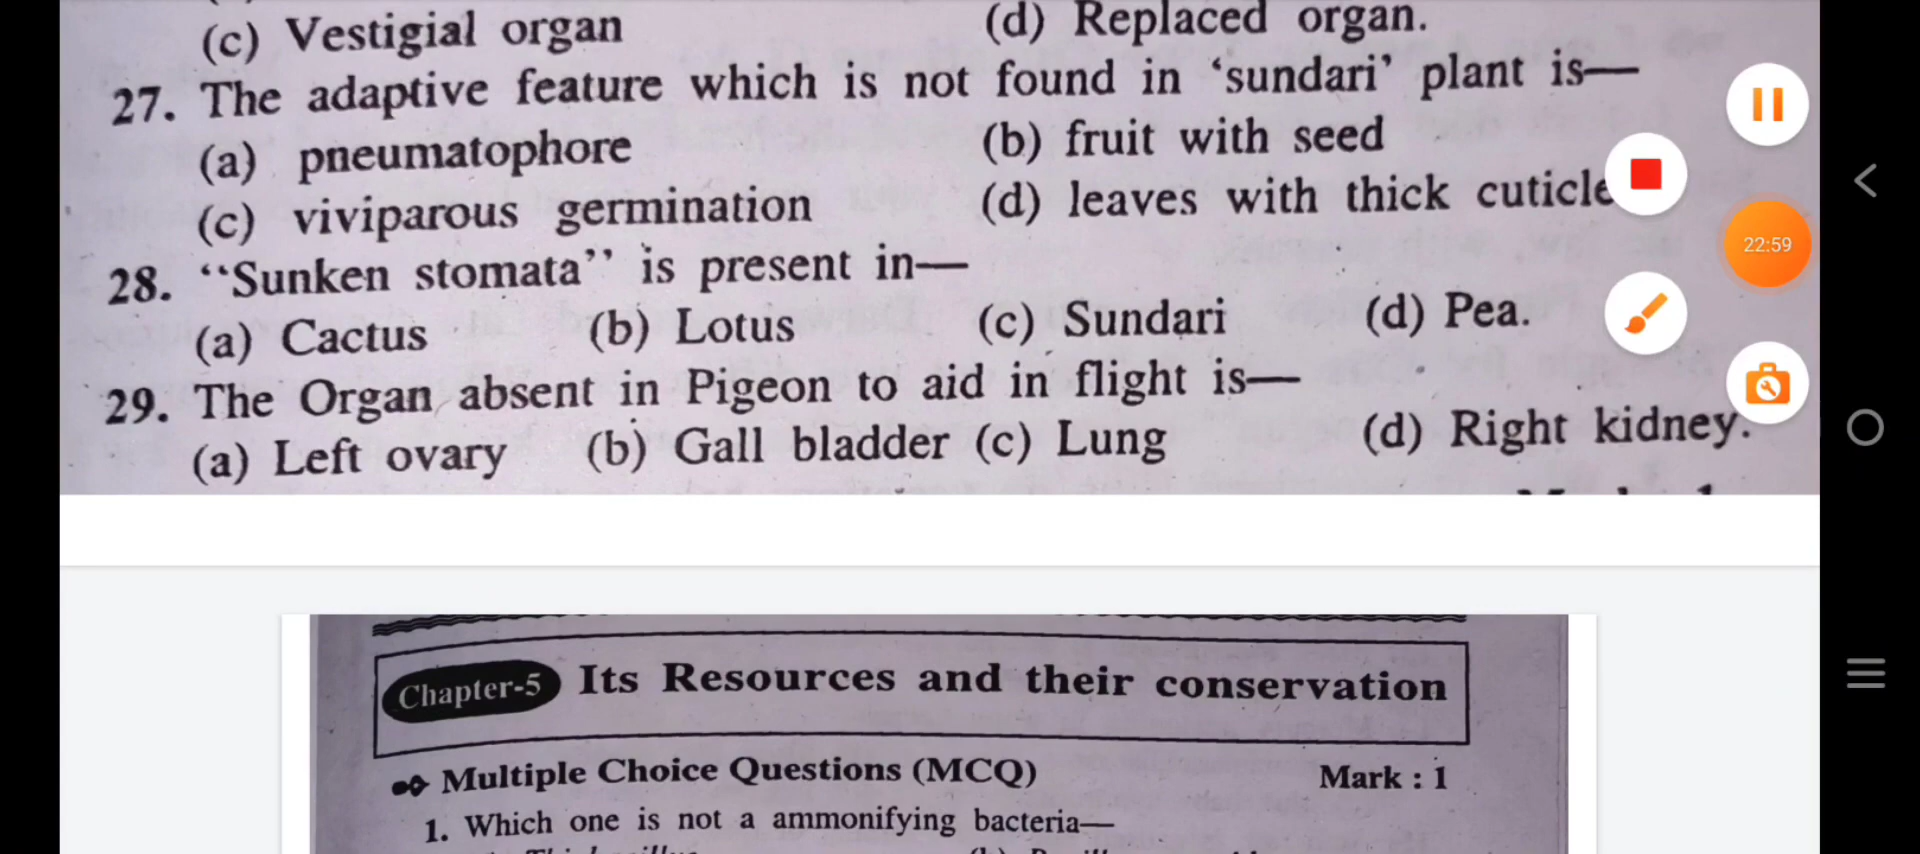 (c) Vestigial organ (d) Replaced organ.
27. The adaptive feature which is not found in ‘sundari’ plant is—
(a) pneumatophore (b) fruit with seed
(c) viviparous germination (d) leaves with thick cuticle
28. “Sunken stomata” is present in—
(a) Cactus (b) Lotus (c) Sundari (d) Pea.
29. The Organ absent in Pigeon to aid in flight is—
(a) Left ovary (b) Gall bladder (c) Lung (d) Right kidney.
22:59
Chapter-5 Its Resources and their conservation
Multiple Choice Questions (MCQ) Mark : 1
1. Which one is not a ammonifying bacteria—